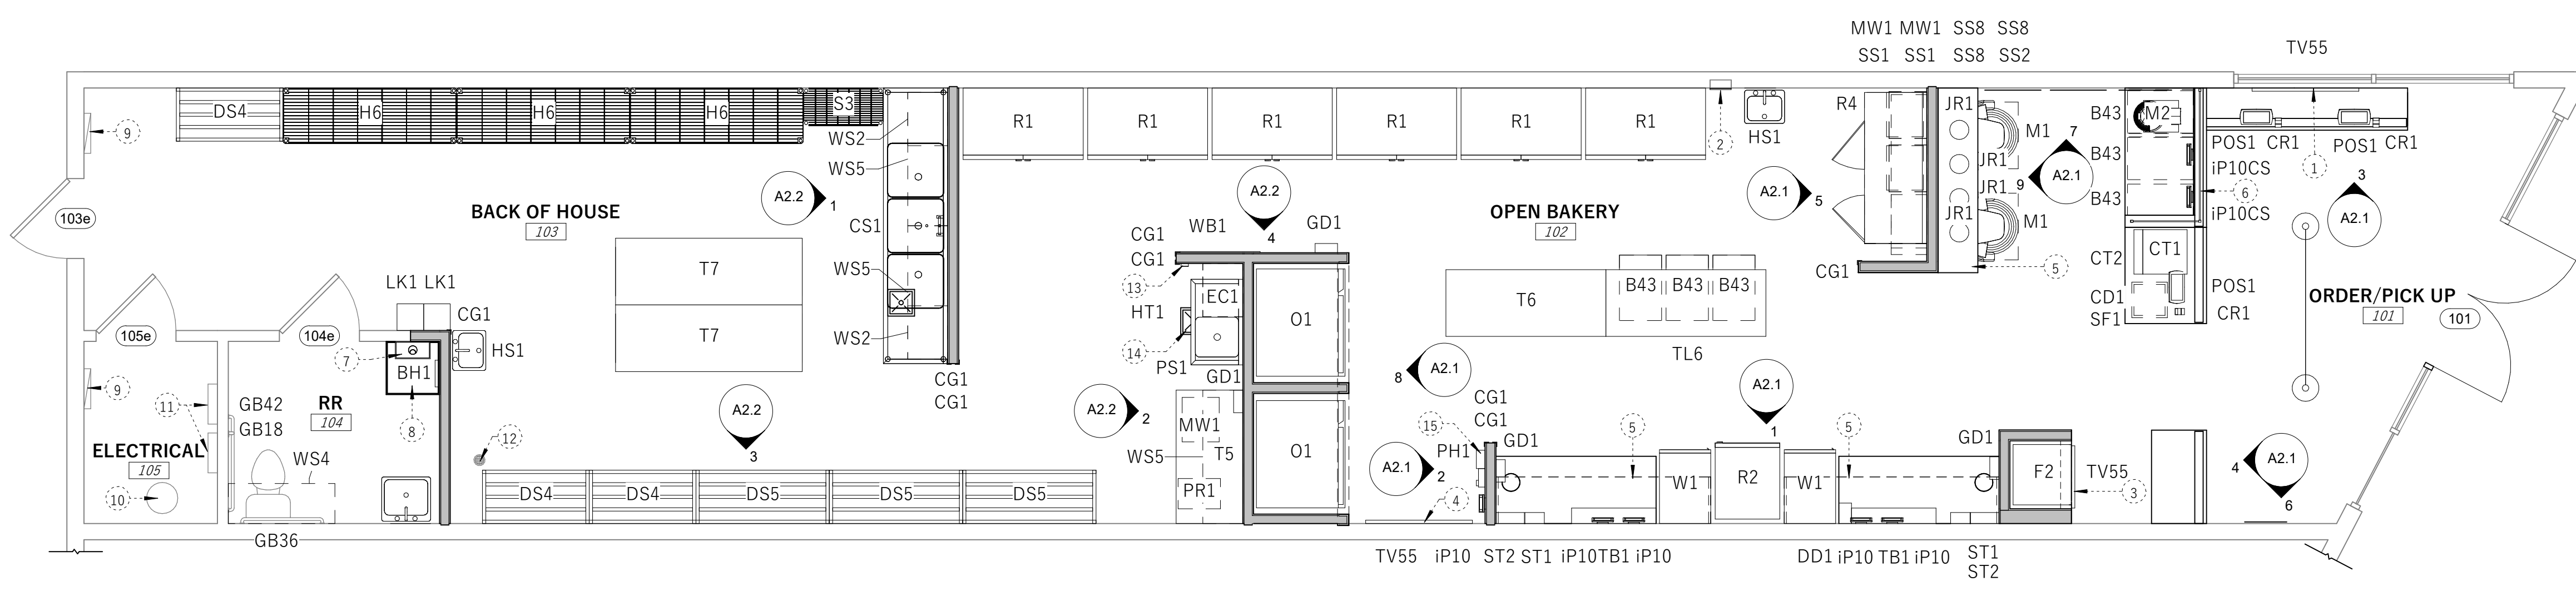 MW1 MW1 SS8 SS8
SS1 SS1 SS8 SS2
TV55
DS4
H6
H6
H6
S3
WS2
WS5
CS1
WS5
WS2
R1
R1
R1
R1
R1
R1
2
HS1
R4
JR1
JR1
JR1
JR1
M1
M1
7
A2.1
9
B43
B43
B43
M2
POS1 CR1 POS1 CR1
iP10CS
iP10CS
6
1
3
A2.1
9
103e
BACK OF HOUSE
103
A2.2
1
A2.2
4
CG1
CG1
WB1
GD1
OPEN BAKERY
102
A2.1
5
CG1
5
CT2
CT1
CD1
SF1
POS1
CR1
ORDER/PICK UP
101
101
T7
T7
LK1 LK1
CG1
HS1
105e
104e
7
BH1
8
13
HT1
14
EC1
PS1
GD1
O1
O1
T6
B43 B43 B43
TL6
8
A2.1
A2.1
1
CG1
CG1
9
11
GB42
GB18
RR
104
WS4
ELECTRICAL
105
10
12
A2.2
3
CG1
CG1
A2.2
2
MW1
WS5
T5
PR1
A2.1
2
4
15
PH1
CG1
CG1
GD1
5
W1
R2
W1
5
GD1
F2
TV55
3
4
A2.1
6
DS4
DS4
DS5
DS5
DS5
GB36
TV55 iP10 ST2 ST1 iP10 TB1 iP10
DD1 iP10 TB1 iP10
ST1
ST2